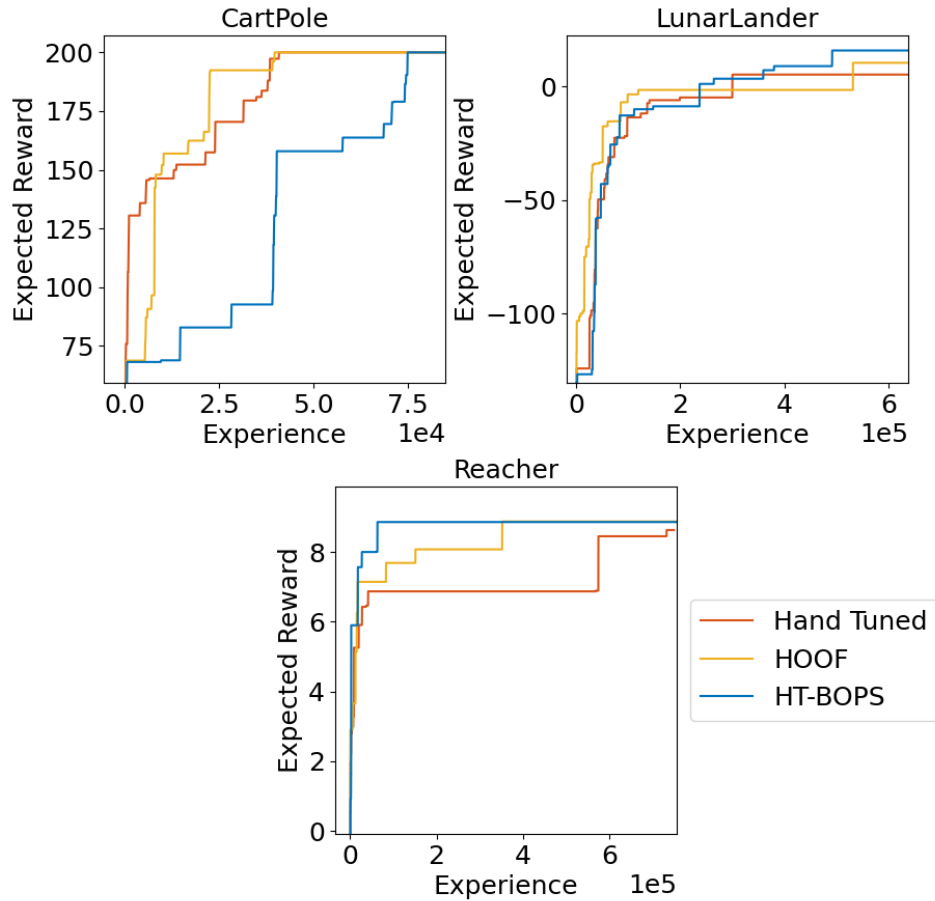 CartPole
200
175
150
125
100
75
Expected Reward
0.0 2.5 5.0 7.5
Experience 1e4
LunarLander
0
−50
−100
Expected Reward
0 2 4 6
Experience 1e5
Reacher
8
6
4
2
0
Expected Reward
0 2 4 6
Experience 1e5
Hand Tuned
HOOF
HT-BOPS